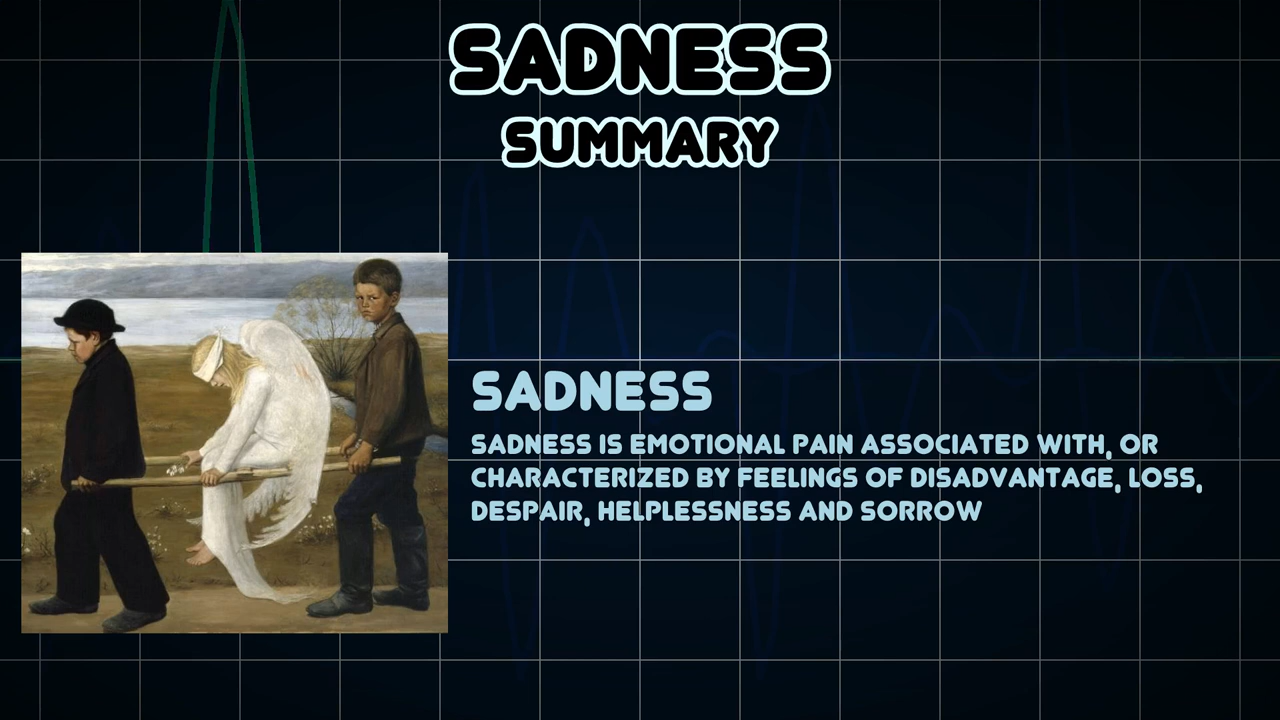 SADNESS
SUMMARY
SADNESS
SADNESS IS EMOTIONAL PAIN ASSOCIATED WITH, OR
CHARACTERIZED BY FEELINGS OF DISADVANTAGE, LOSS,
DESPAIR, HELPLESSNESS AND SORROW